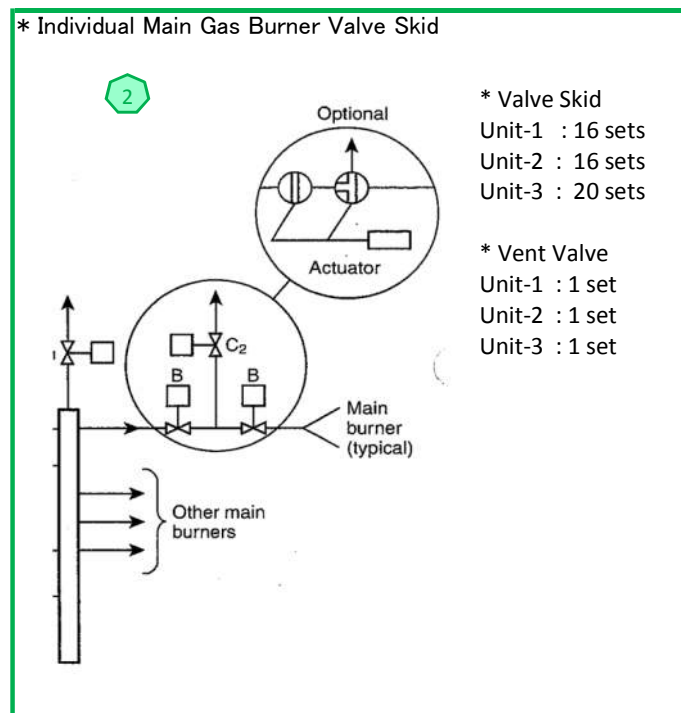 * Individual Main Gas Burner Valve Skid
2
Optional
Actuator
C2
B B
Main
burner
(typical)
Other main
burners
* Valve Skid
Unit-1 : 16 sets
Unit-2 : 16 sets
Unit-3 : 20 sets
* Vent Valve
Unit-1 : 1 set
Unit-2 : 1 set
Unit-3 : 1 set